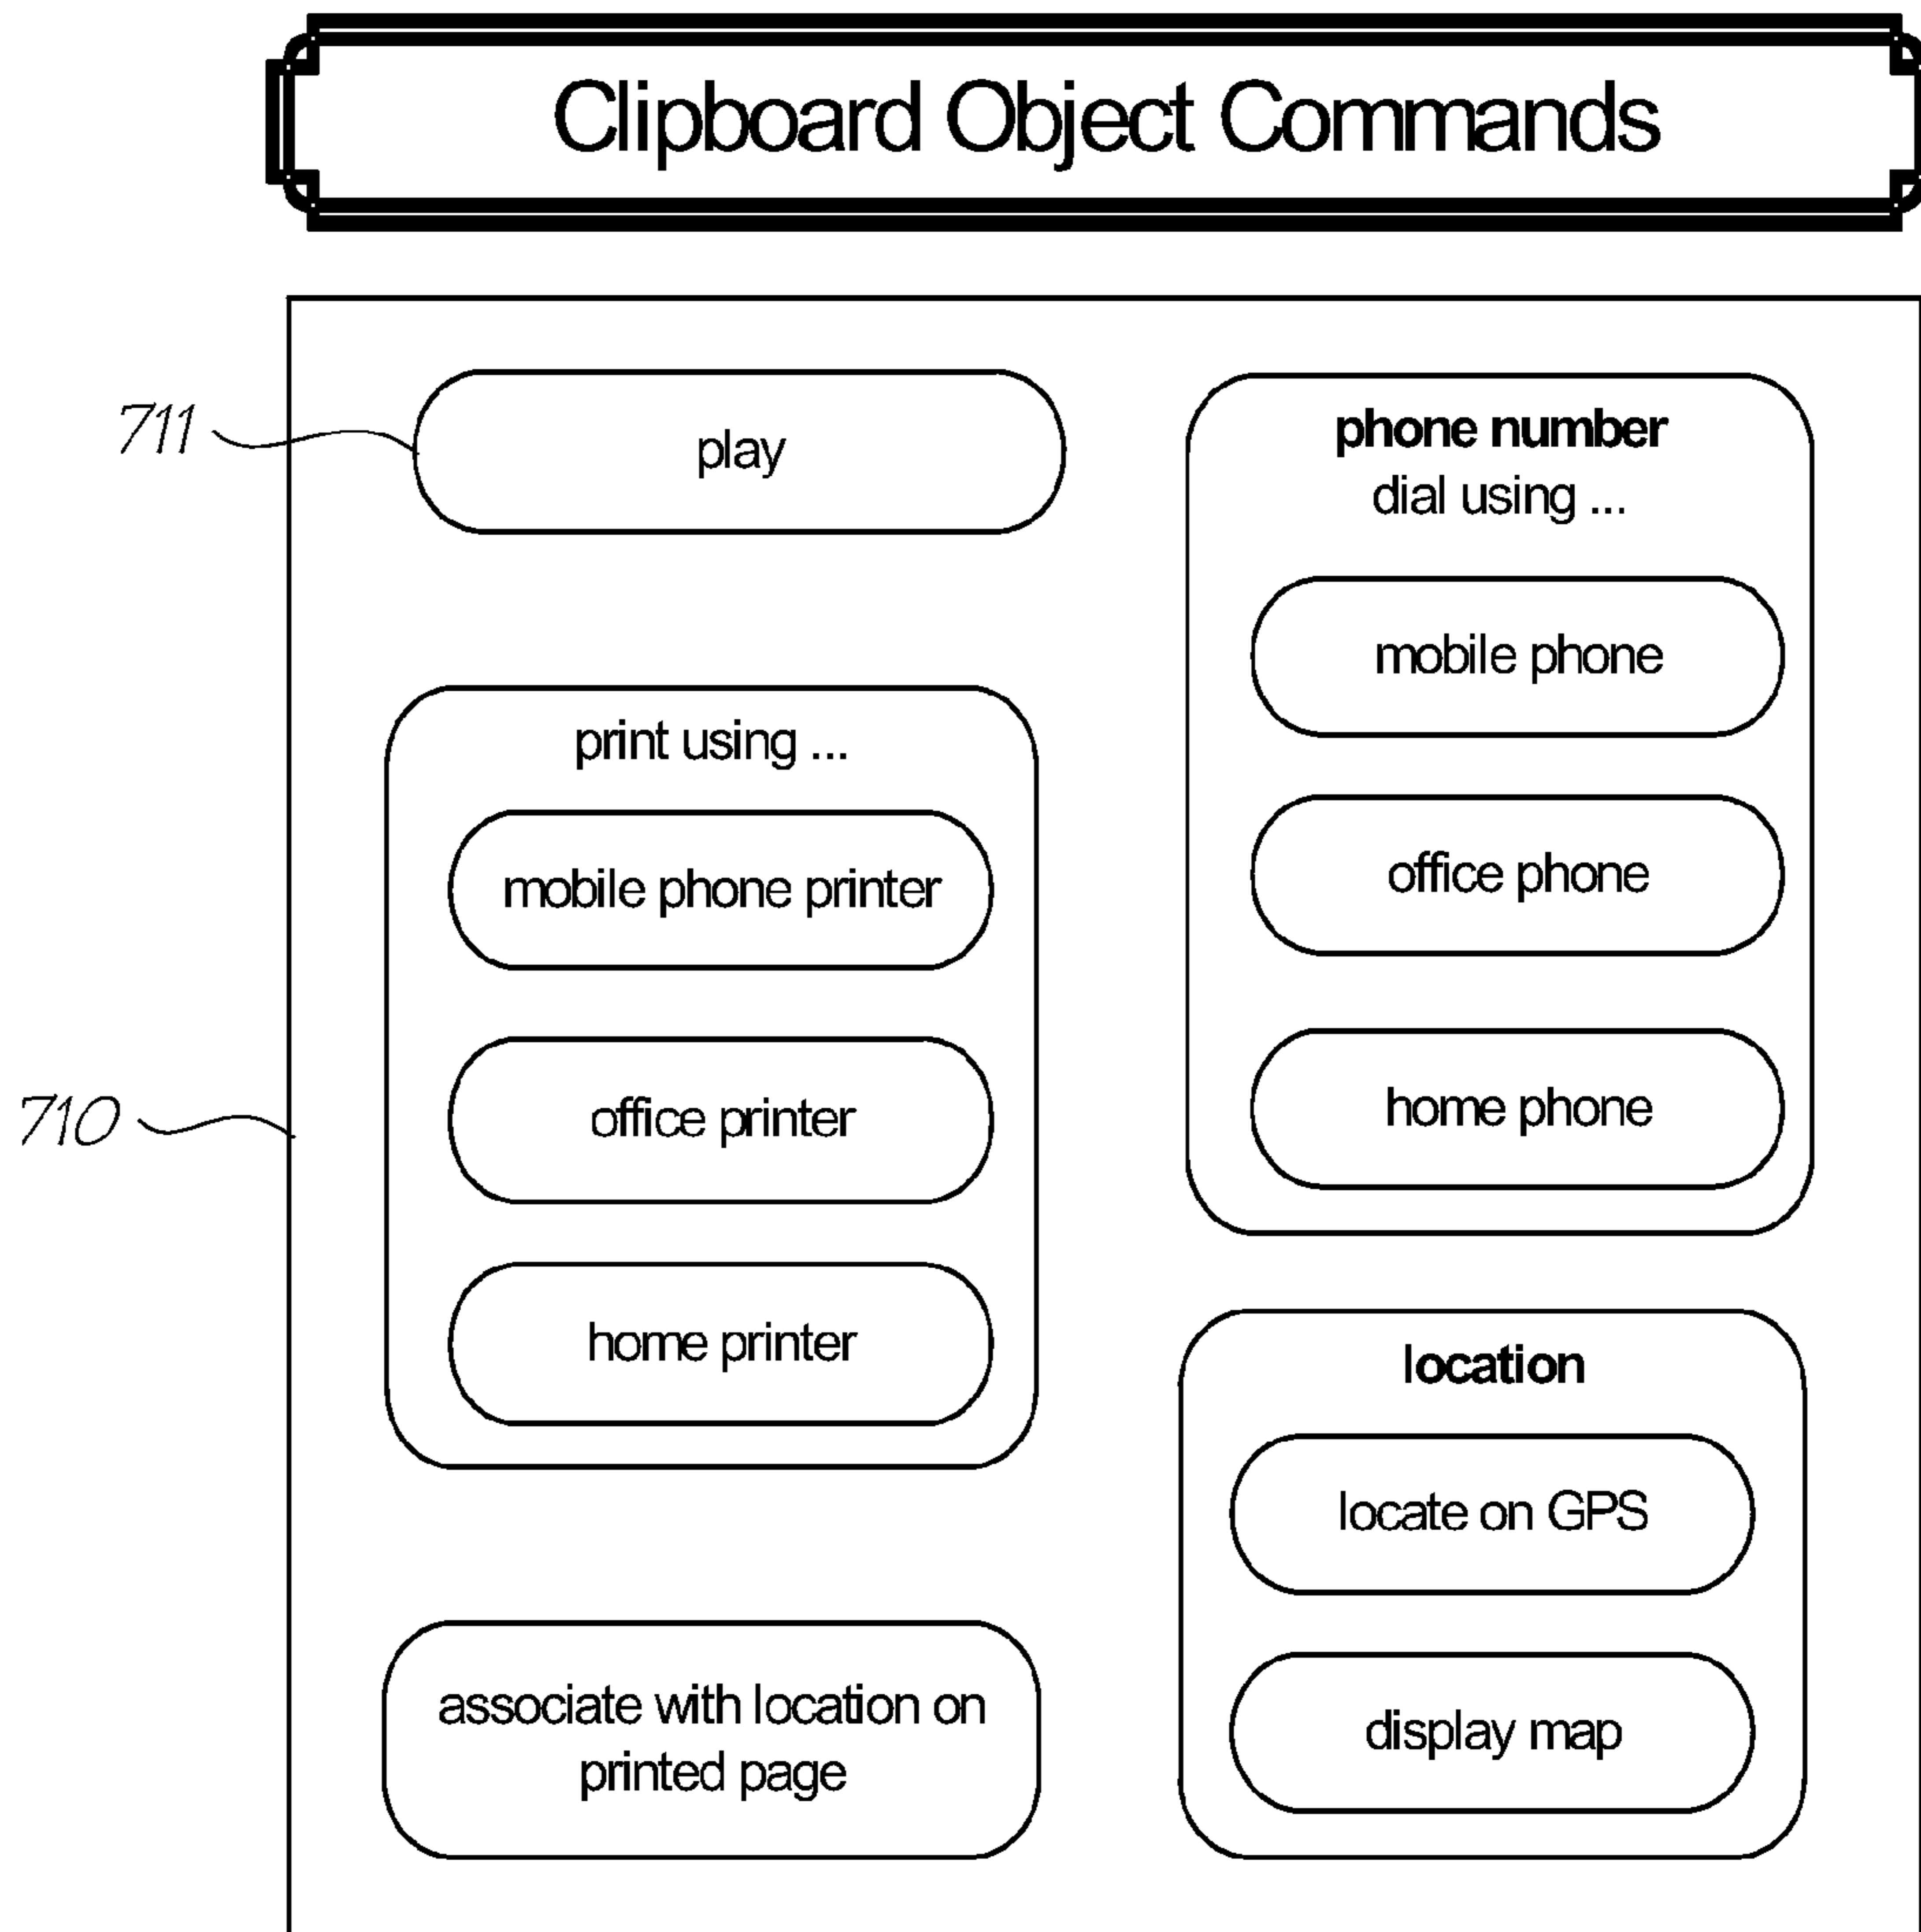 Clipboard Object Commands
711
play
print using ...
mobile phone printer
office printer
home printer
710
associate with location on
printed page
phone number
dial using ...
mobile phone
office phone
home phone
location
locate on GPS
display map